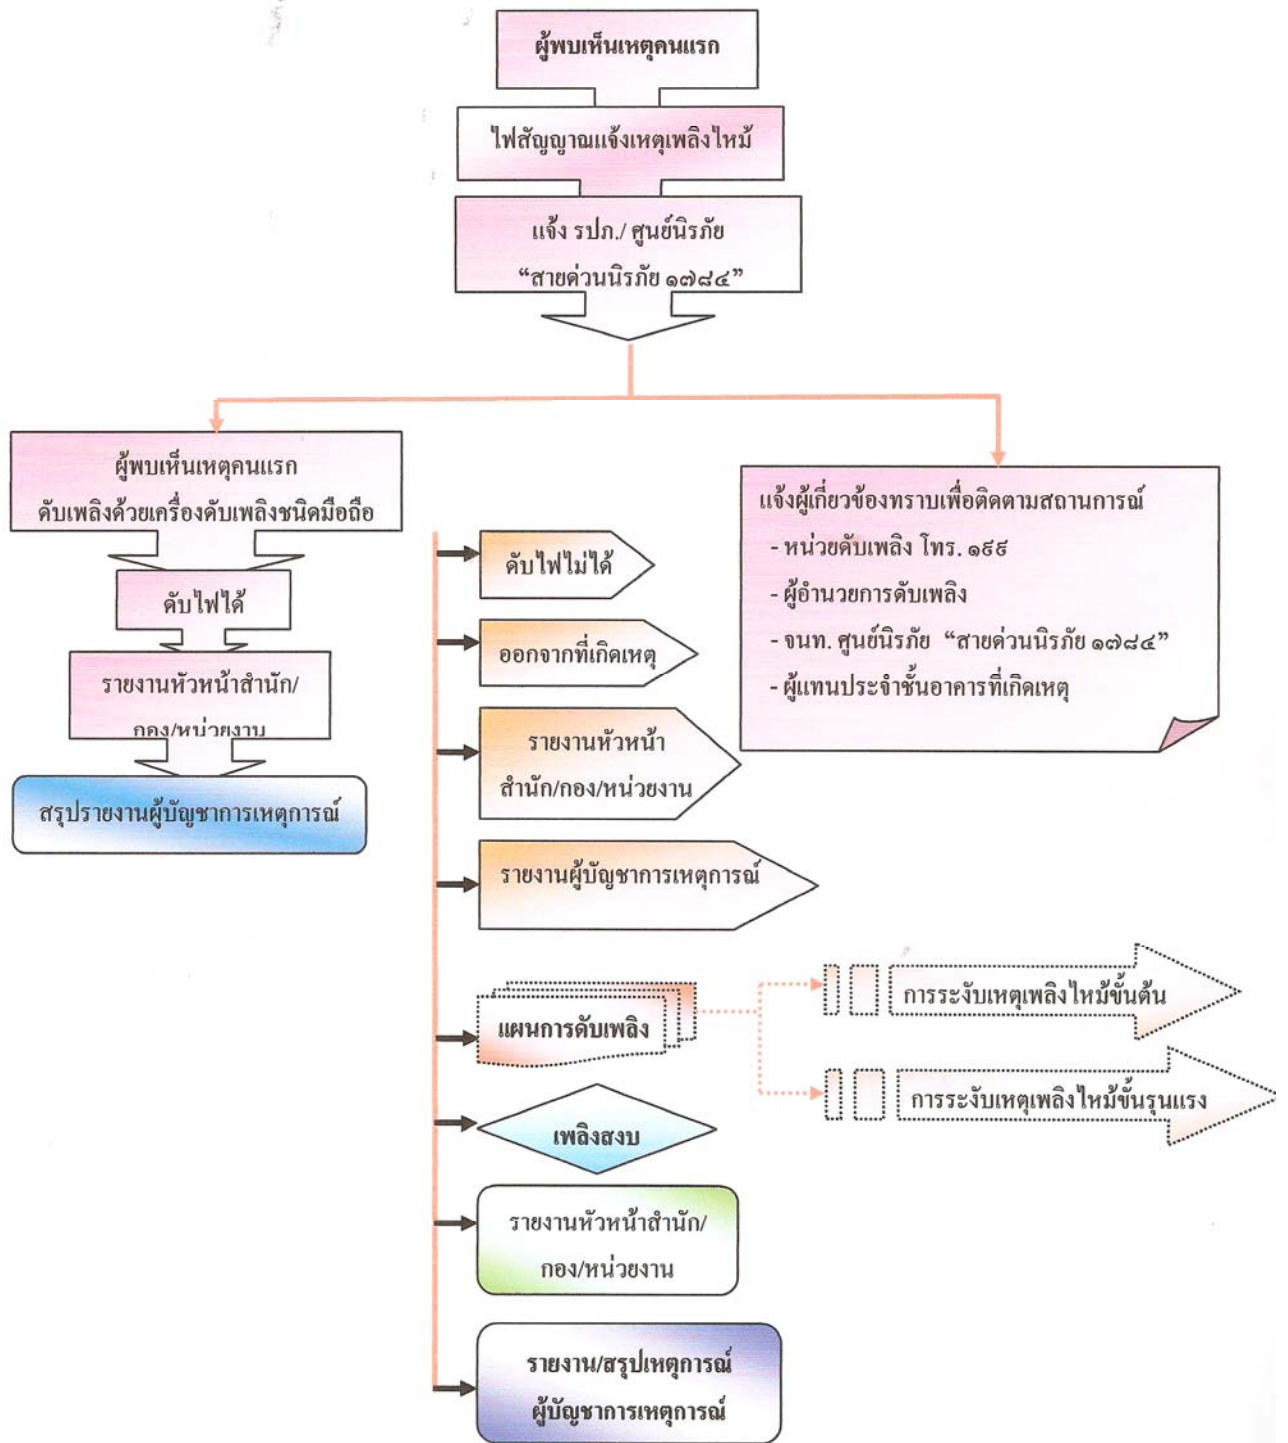 ผู้พบเห็นเหตุคนแรก
ไฟสัญญาณแจ้งเหตุเพลิงไหม้
แจ้ง รปภ./ ศูนย์นิรภัย
“สายด่วนนิรภัย ๑๗๘๔”
ผู้พบเห็นเหตุคนแรก
ดับเพลิงด้วยเครื่องดับเพลิงชนิดมือถือ
ดับไฟได้
รายงานหัวหน้าสำนัก/
กอง/หน่วยงาน
สรุปรายงานผู้บัญชาการเหตุการณ์
ดับไฟไม่ได้
ออกจากที่เกิดเหตุ
รายงานหัวหน้า
สำนัก/กอง/หน่วยงาน
รายงานผู้บัญชาการเหตุการณ์
แผนการดับเพลิง
เพลิงสงบ
รายงานหัวหน้าสำนัก/
กอง/หน่วยงาน
รายงาน/สรุปเหตุการณ์
ผู้บัญชาการเหตุการณ์
แจ้งผู้เกี่ยวข้องทราบเพื่อติดตามสถานการณ์
- หน่วยดับเพลิง โทร. ๑๙๙
- ผู้อำนวยการดับเพลิง
- จนท. ศูนย์นิรภัย “สายด่วนนิรภัย ๑๗๘๔”
- ผู้แทนประจำชั้นอาคารที่เกิดเหตุ
การระงับเหตุเพลิงไหม้ขั้นต้น
การระงับเหตุเพลิงไหม้ขั้นรุนแรง